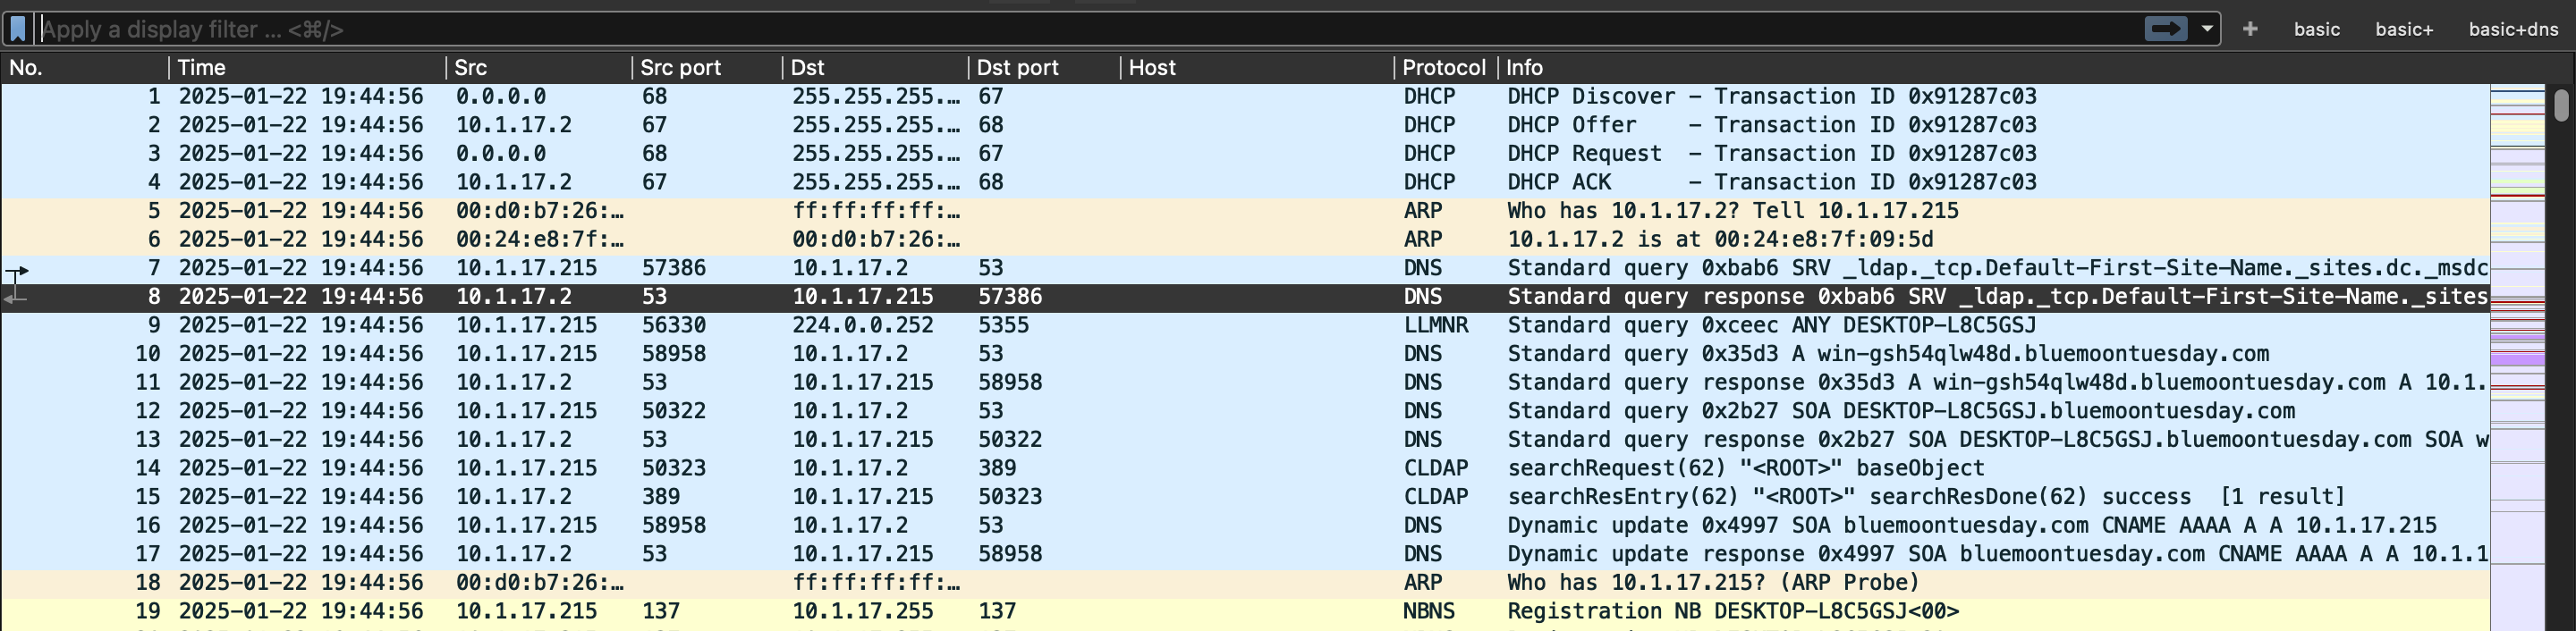 Apply a display filter ... <⌘/> + basic basic+ basic+dns
No. Time Src Src port Dst Dst port Host Protocol Info
1 2025-01-22 19:44:56 0.0.0.0 68 255.255.255.… 67 DHCP DHCP Discover – Transaction ID 0x91287c03
2 2025-01-22 19:44:56 10.1.17.2 67 255.255.255.… 68 DHCP DHCP Offer – Transaction ID 0x91287c03
3 2025-01-22 19:44:56 0.0.0.0 68 255.255.255.… 67 DHCP DHCP Request – Transaction ID 0x91287c03
4 2025-01-22 19:44:56 10.1.17.2 67 255.255.255.… 68 DHCP DHCP ACK – Transaction ID 0x91287c03
5 2025-01-22 19:44:56 00:d0:b7:26:… ff:ff:ff:ff:… ARP Who has 10.1.17.2? Tell 10.1.17.215
6 2025-01-22 19:44:56 00:24:e8:7f:… 00:d0:b7:26:… ARP 10.1.17.2 is at 00:24:e8:7f:09:5d
7 2025-01-22 19:44:56 10.1.17.215 57386 10.1.17.2 53 DNS Standard query 0xbab6 SRV _ldap._tcp.Default-First-Site-Name._sites.dc._msdc
8 2025-01-22 19:44:56 10.1.17.2 53 10.1.17.215 57386 DNS Standard query response 0xbab6 SRV _ldap._tcp.Default-First-Site-Name._sites
9 2025-01-22 19:44:56 10.1.17.215 56330 224.0.0.252 5355 LLMNR Standard query 0xceec ANY DESKTOP-L8C5GSJ
10 2025-01-22 19:44:56 10.1.17.215 58958 10.1.17.2 53 DNS Standard query 0x35d3 A win-gsh54qlw48d.bluemoontuesday.com
11 2025-01-22 19:44:56 10.1.17.2 53 10.1.17.215 58958 DNS Standard query response 0x35d3 A win-gsh54qlw48d.bluemoontuesday.com A 10.1.
12 2025-01-22 19:44:56 10.1.17.215 50322 10.1.17.2 53 DNS Standard query 0x2b27 SOA DESKTOP-L8C5GSJ.bluemoontuesday.com
13 2025-01-22 19:44:56 10.1.17.2 53 10.1.17.215 50322 DNS Standard query response 0x2b27 SOA DESKTOP-L8C5GSJ.bluemoontuesday.com SOA w
14 2025-01-22 19:44:56 10.1.17.215 50323 10.1.17.2 389 CLDAP searchRequest(62) "<ROOT>" baseObject
15 2025-01-22 19:44:56 10.1.17.2 389 10.1.17.215 50323 CLDAP searchResEntry(62) "<ROOT>" searchResDone(62) success [1 result]
16 2025-01-22 19:44:56 10.1.17.215 58958 10.1.17.2 53 DNS Dynamic update 0x4997 SOA bluemoontuesday.com CNAME AAAA A A 10.1.17.215
17 2025-01-22 19:44:56 10.1.17.2 53 10.1.17.215 58958 DNS Dynamic update response 0x4997 SOA bluemoontuesday.com CNAME AAAA A A 10.1.1
18 2025-01-22 19:44:56 00:d0:b7:26:… ff:ff:ff:ff:… ARP Who has 10.1.17.215? (ARP Probe)
19 2025-01-22 19:44:56 10.1.17.215 137 10.1.17.255 137 NBNS Registration NB DESKTOP-L8C5GSJ<00>